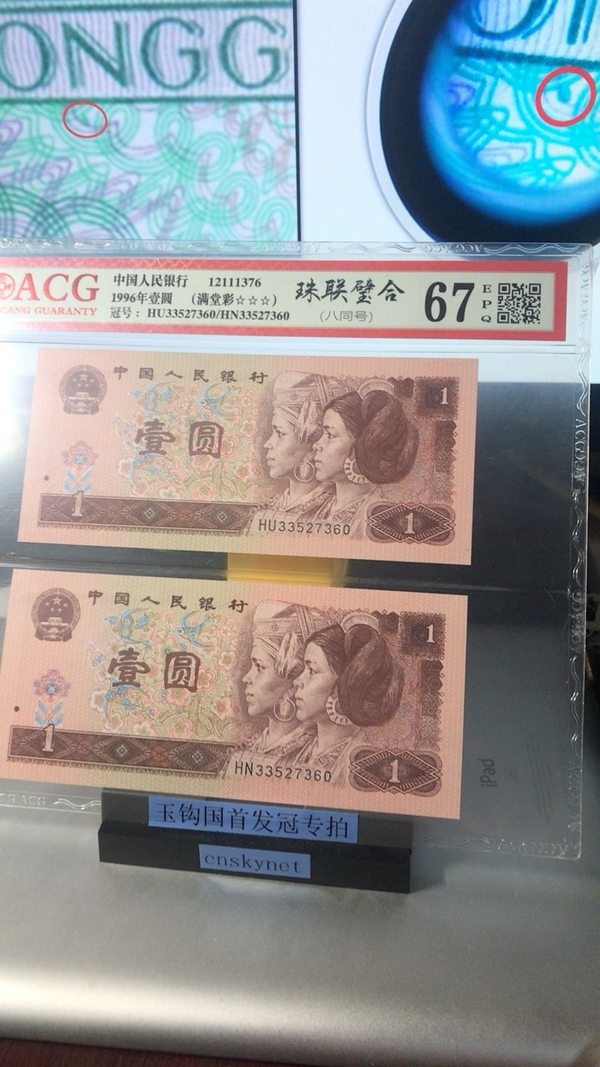 ONGG
ACG
CANG GUARANTY
中国人民银行 12111376
1996年壹圆 (满堂彩☆☆☆)
冠号: HU33527360/HN33527360
珠联璧合
(八同号)
67
EPQ
中国人民银行
1
壹圆
1
HU33527360
1
中国人民银行
1
壹圆
1
HN33527360
1
iPad
玉钩国首发冠专拍
cnskynet